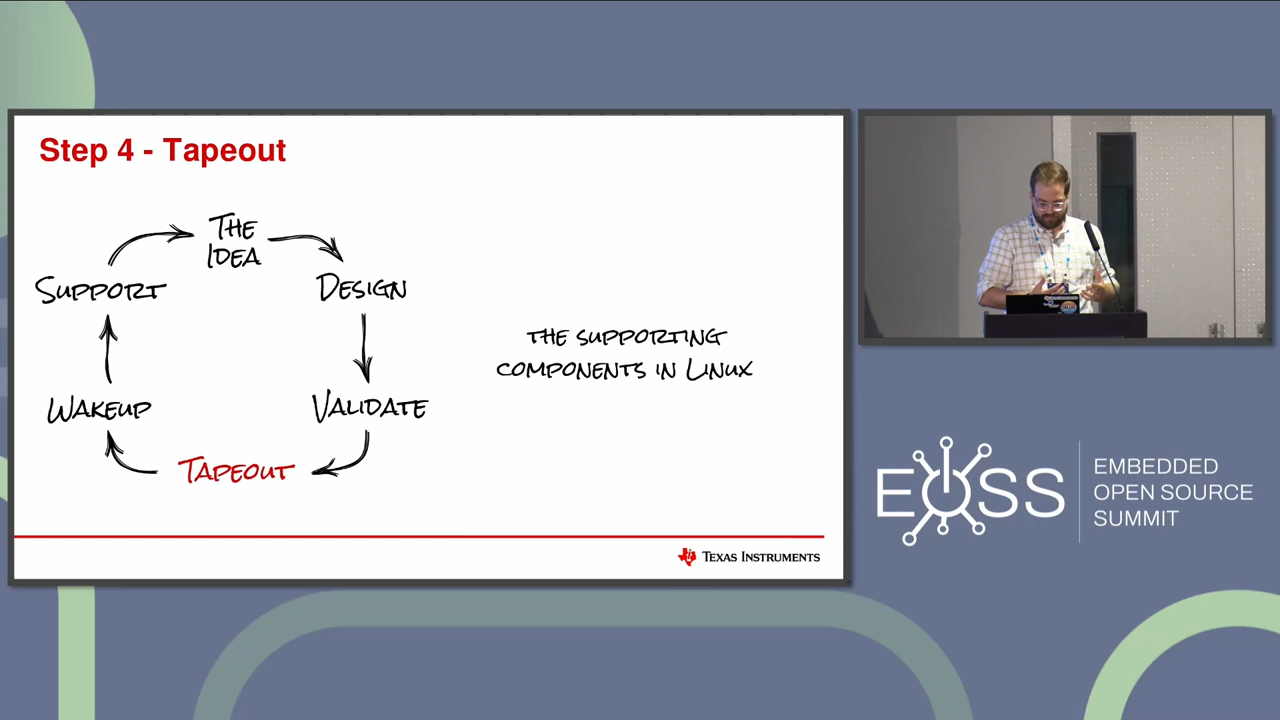 Step 4 - Tapeout
The
Idea
Design
Validate
Tapeout
Wakeup
Support
the supporting
components in Linux
Texas Instruments
EOSS
EMBEDDED
OPEN SOURCE
SUMMIT